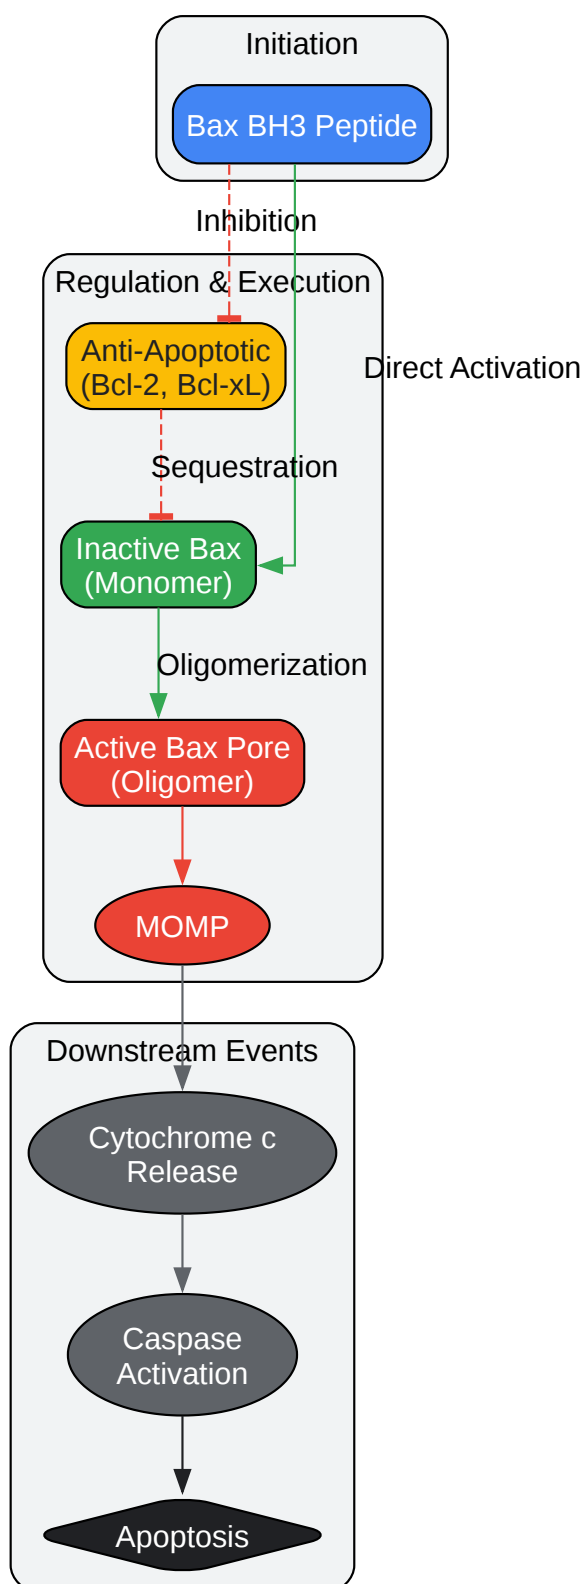 Initiation
Bax BH3 Peptide
Inhibition
Regulation & Execution
Anti-Apoptotic
(Bcl-2, Bcl-xL)
Direct Activation
Sequestration
Inactive Bax
(Monomer)
Oligomerization
Active Bax Pore
(Oligomer)
MOMP
Downstream Events
Cytochrome c
Release
Caspase
Activation
Apoptosis